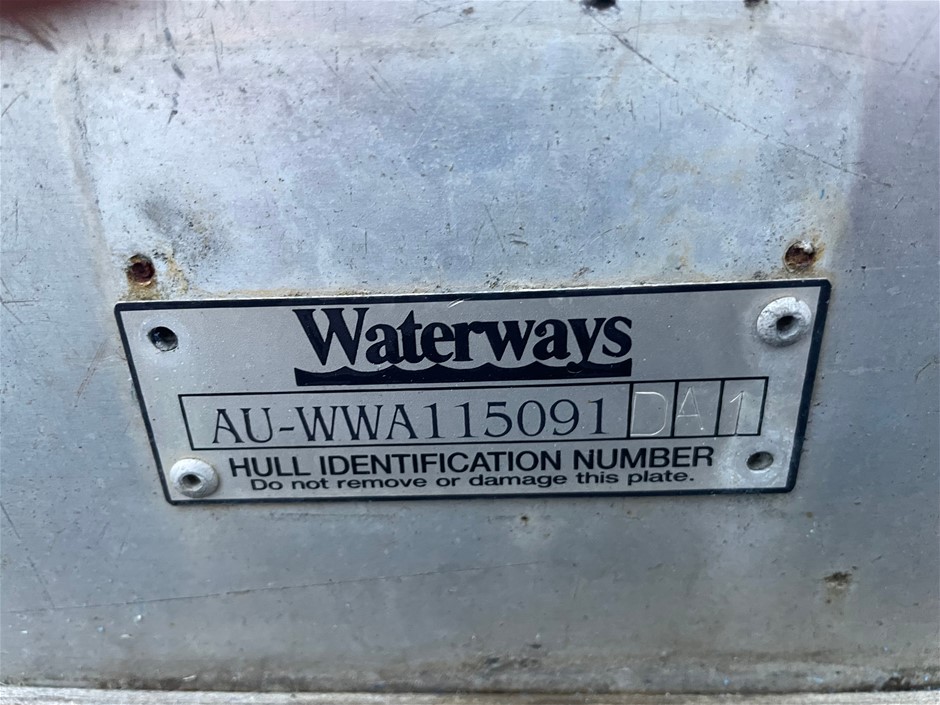 Waterways
AU-WWA115091DA1
HULL IDENTIFICATION NUMBER
Do not remove or damage this plate.